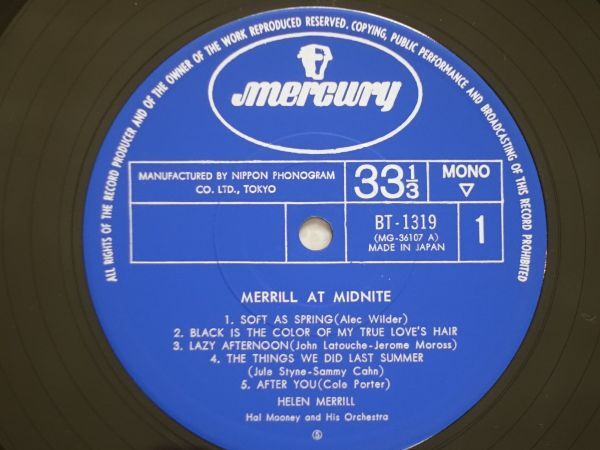 ALL RIGHTS OF THE RECORD PRODUCER AND OF THE OWNER OF THE WORK REPRODUCED RESERVED. COPYING, PUBLIC PERFORMANCE AND BROADCASTING OF THIS RECORD PROHIBITED
mercury
MANUFACTURED BY NIPPON PHONOGRAM
CO. LTD., TOKYO
33 1/3
MONO
▽
BT-1319
(MG-36107 A)
MADE IN JAPAN
1
MERRILL AT MIDNITE
1. SOFT AS SPRING(Alec Wilder)
2. BLACK IS THE COLOR OF MY TRUE LOVE'S HAIR
3. LAZY AFTERNOON(John Latouche-Jerome Moross)
4. THE THINGS WE DID LAST SUMMER
(Jule Styne-Sammy Cahn)
5. AFTER YOU(Cole Porter)
HELEN MERRILL
Hal Mooney and His Orchestra